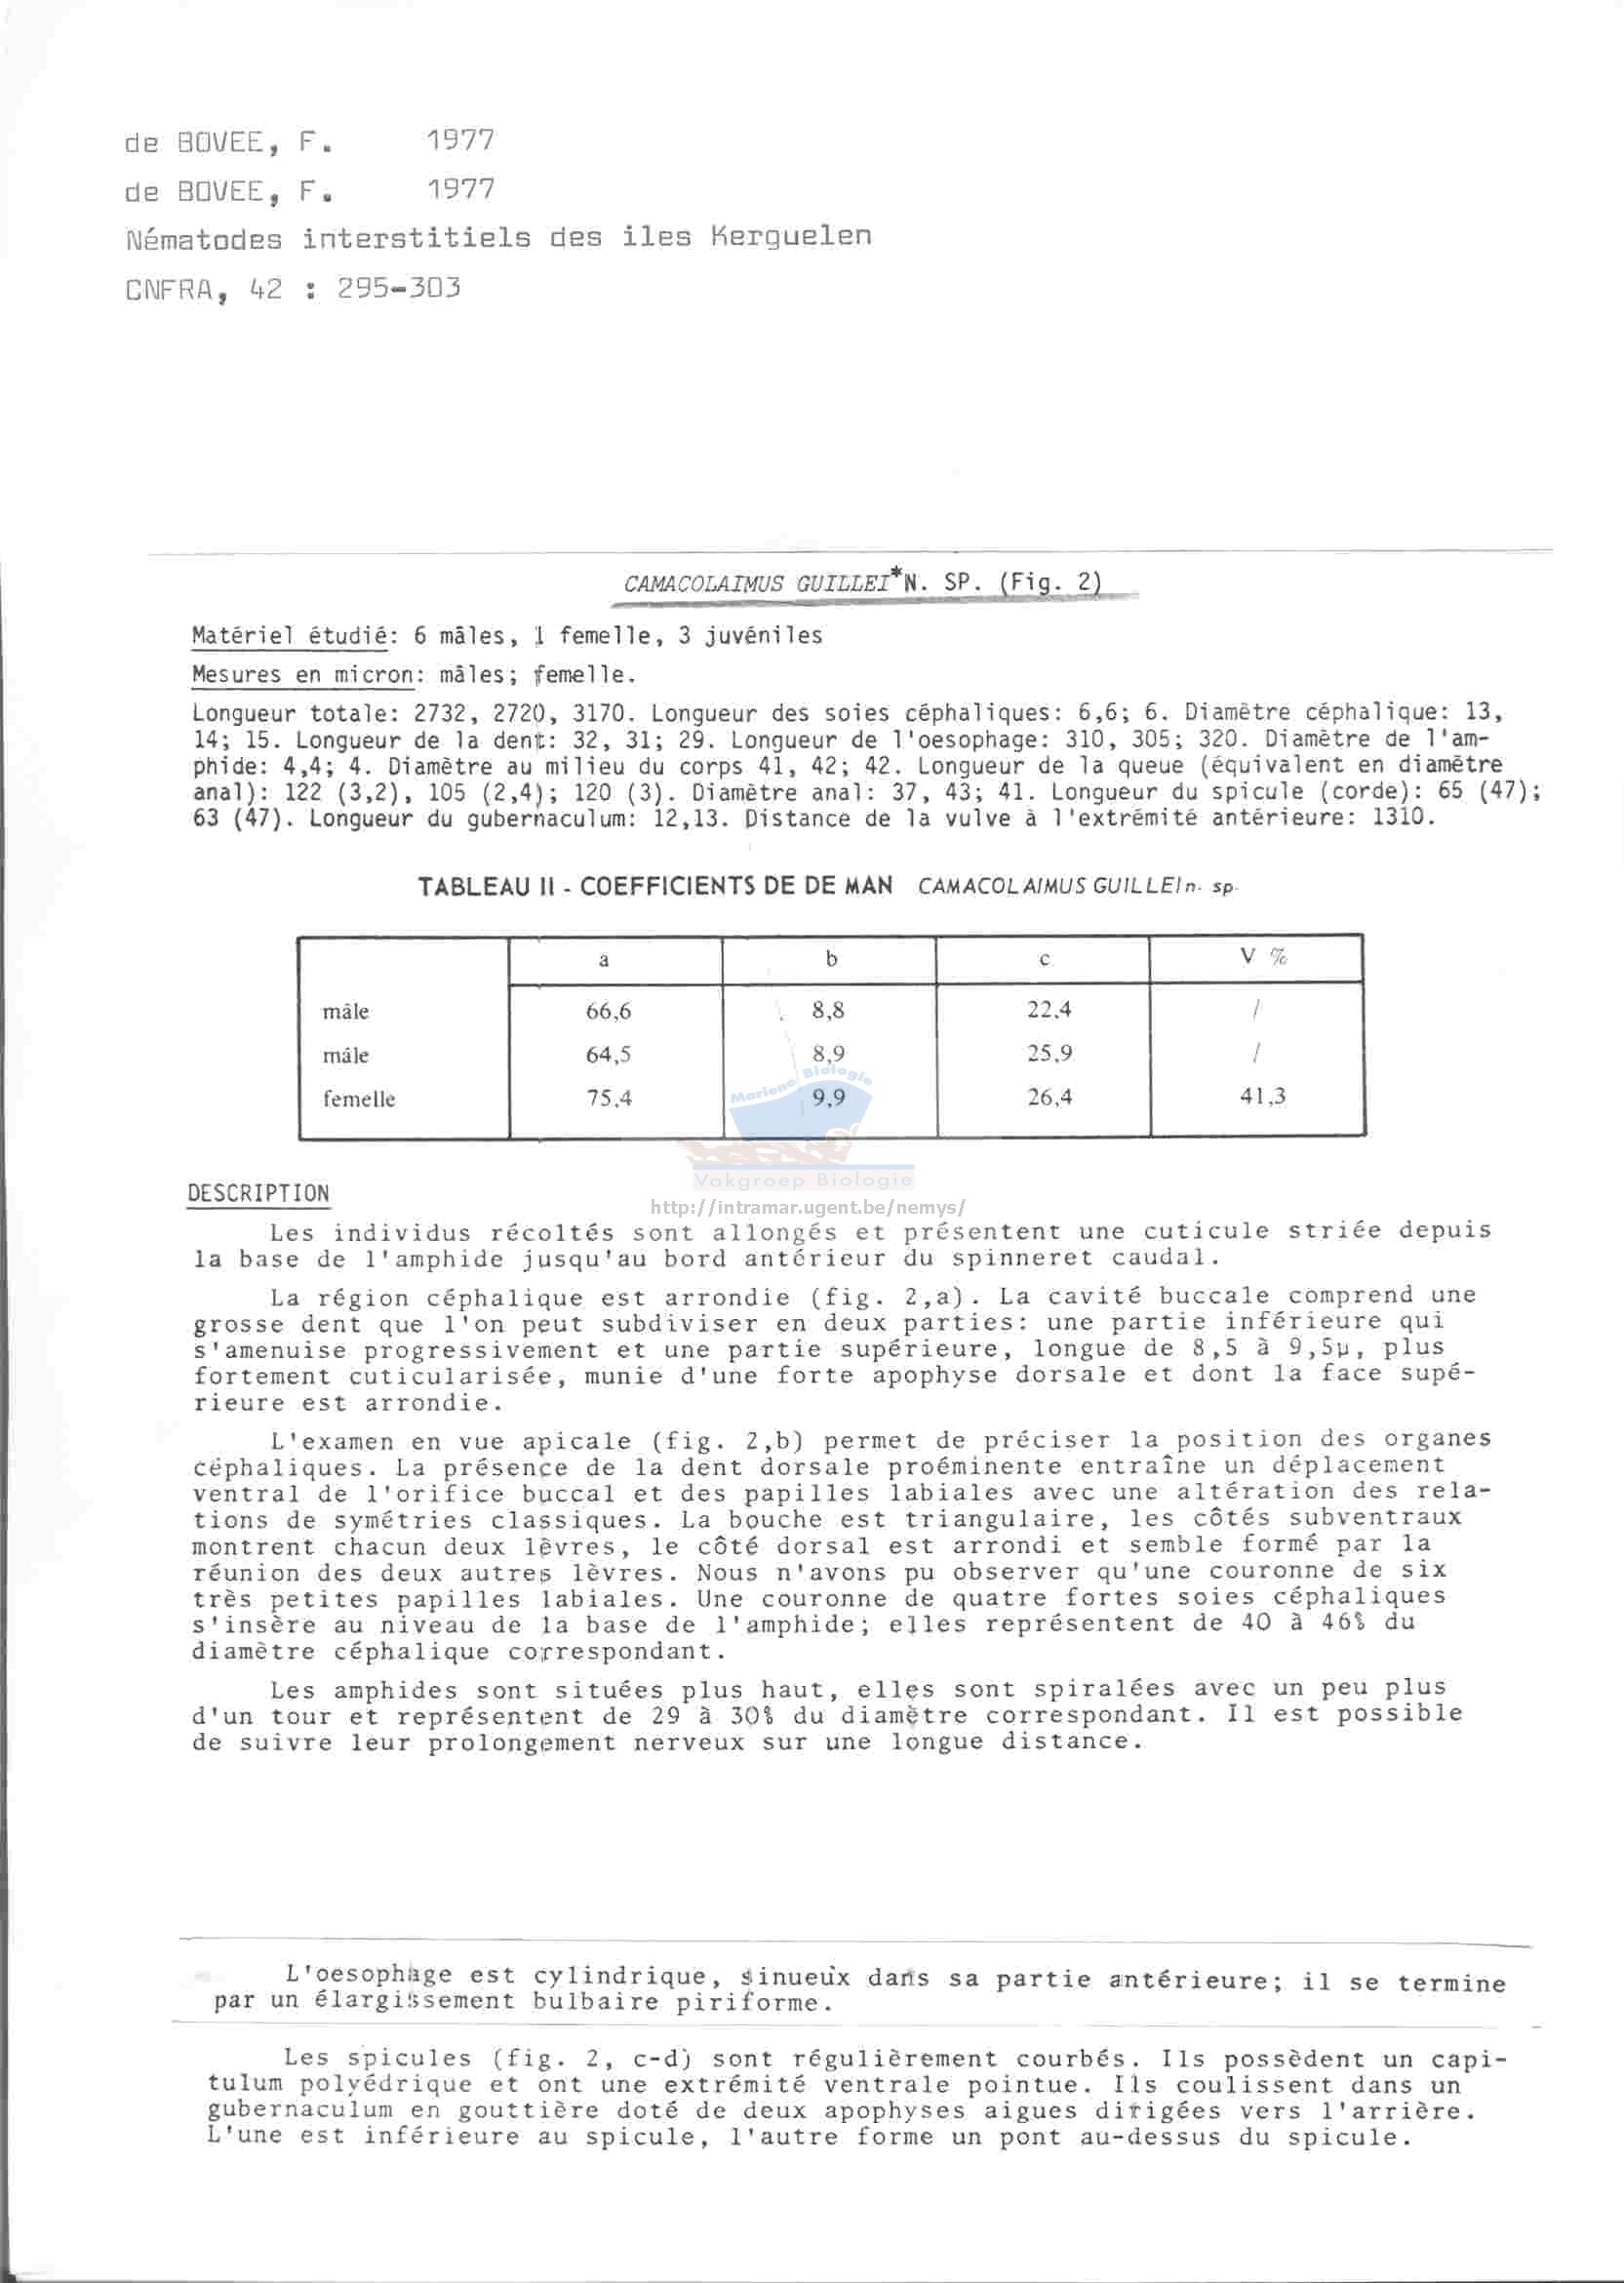 de BOVEE, F. 1977
de BOVEE, F. 1977
Nématodes interstitiels des iles Kerguelen
CNFRA, 42 : 295-303
CAMACOLAIMUS GUILLEI*N. SP. (Fig. 2)
Matériel étudié: 6 mâles, 1 femelle, 3 juvéniles
Mesures en micron: mâles; femelle.
Longueur totale: 2732, 2720, 3170. Longueur des soies céphaliques: 6,6; 6. Diamètre céphalique: 13,
14; 15. Longueur de la dent: 32, 31; 29. Longueur de l'oesophage: 310, 305; 320. Diamètre de l'am-
phide: 4,4; 4. Diamètre au milieu du corps 41, 42; 42. Longueur de la queue (équivalent en diamètre
anal): 122 (3,2), 105 (2,4); 120 (3). Diamètre anal: 37, 43; 41. Longueur du spicule (corde): 65 (47);
63 (47). Longueur du gubernaculum: 12,13. Distance de la vulve à l'extrémité antérieure: 1310.
TABLEAU II - COEFFICIENTS DE DE MAN CAMACOLAIMUS GUILLEI n. sp.
a b c V %
mâle 66,6 8,8 22,4 /
mâle 64,5 8,9 25,9 /
femelle 75,4 9,9 26,4 41,3
Mariene Biologie
Vakgroep Biologie
http://intramar.ugent.be/nemys/
DESCRIPTION
Les individus récoltés sont allongés et présentent une cuticule striée depuis
la base de l'amphide jusqu'au bord antérieur du spinneret caudal.
La région céphalique est arrondie (fig. 2,a). La cavité buccale comprend une
grosse dent que l'on peut subdiviser en deux parties: une partie inférieure qui
s'amenuise progressivement et une partie supérieure, longue de 8,5 à 9,5µ, plus
fortement cuticularisée, munie d'une forte apophyse dorsale et dont la face supé-
rieure est arrondie.
L'examen en vue apicale (fig. 2,b) permet de préciser la position des organes
céphaliques. La présence de la dent dorsale proéminente entraîne un déplacement
ventral de l'orifice buccal et des papilles labiales avec une altération des rela-
tions de symétries classiques. La bouche est triangulaire, les côtés subventraux
montrent chacun deux lèvres, le côté dorsal est arrondi et semble formé par la
réunion des deux autres lèvres. Nous n'avons pu observer qu'une couronne de six
très petites papilles labiales. Une couronne de quatre fortes soies céphaliques
s'insère au niveau de la base de l'amphide; elles représentent de 40 à 46% du
diamètre céphalique correspondant.
Les amphides sont situées plus haut, elles sont spiralées avec un peu plus
d'un tour et représentent de 29 à 30% du diamètre correspondant. Il est possible
de suivre leur prolongement nerveux sur une longue distance.
L'oesophage est cylindrique, sinueux dans sa partie antérieure; il se termine
par un élargissement bulbaire piriforme.
Les spicules (fig. 2, c-d) sont régulièrement courbés. Ils possèdent un capi-
tulum polyédrique et ont une extrémité ventrale pointue. Ils coulissent dans un
gubernaculum en gouttière doté de deux apophyses aigues dirigées vers l'arrière.
L'une est inférieure au spicule, l'autre forme un pont au-dessus du spicule.